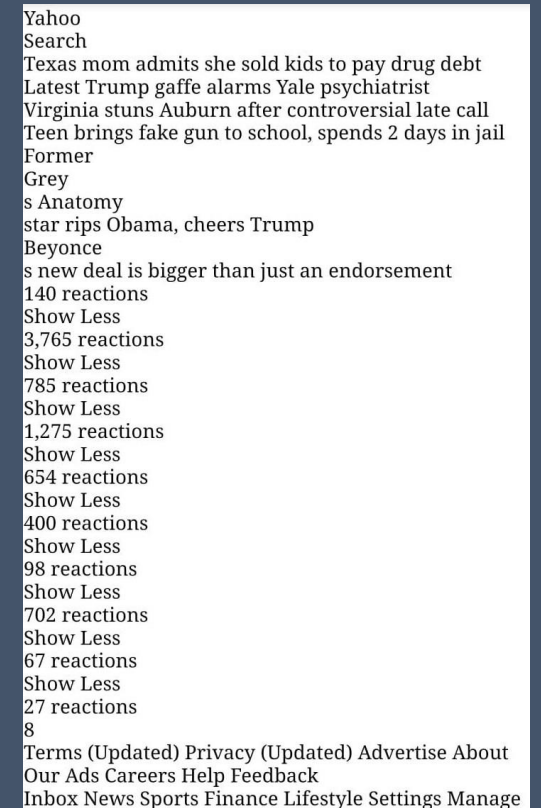 Yahoo
Search
Texas mom admits she sold kids to pay drug debt
Latest Trump gaffe alarms Yale psychiatrist
Virginia stuns Auburn after controversial late call
Teen brings fake gun to school, spends 2 days in jail
Former
Grey
s Anatomy
star rips Obama, cheers Trump
Beyonce
s new deal is bigger than just an endorsement
140 reactions
Show Less
3,765 reactions
Show Less
785 reactions
Show Less
1,275 reactions
Show Less
654 reactions
Show Less
400 reactions
Show Less
98 reactions
Show Less
702 reactions
Show Less
67 reactions
Show Less
27 reactions
8
Terms (Updated) Privacy (Updated) Advertise About
Our Ads Careers Help Feedback
Inbox News Sports Finance Lifestyle Settings Manage